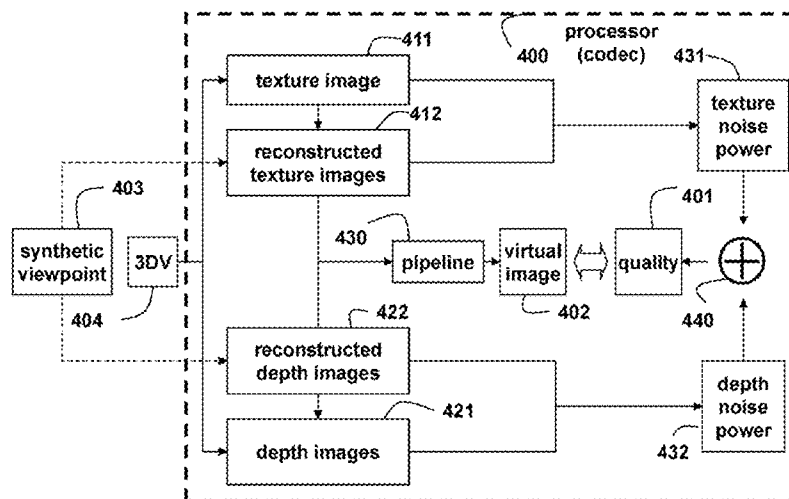 411
400
processor
(codec)
431
texture image
412
texture
noise
power
reconstructed
texture images
403
401
synthetic
viewpoint
3DV
430
pipeline
virtual
image
quality
404
422
402
440
reconstructed
depth images
421
depth
noise
power
depth images
432